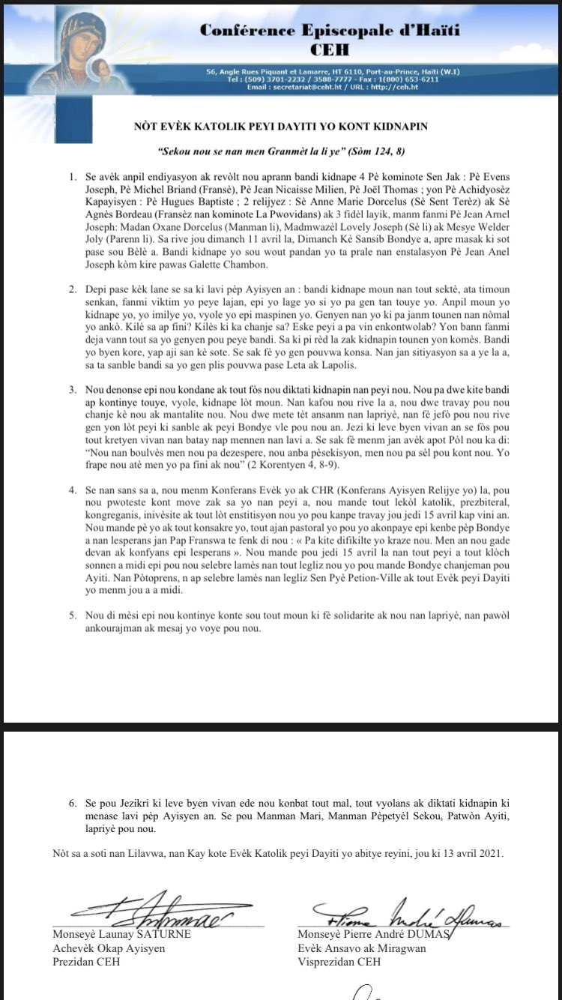 Conférence Episcopale d'Haïti
CEH
56, Angle Rues Piquant et Lamarre, HT 6110, Port-au-Prince, Haïti (W.I)
Tel : (509) 3701-2232 / 3588-7777 - Fax : 1(800) 653-6211
Email : secretariat@ceht.ht / URL : http://ceh.ht
NÒT EVÈK KATOLIK PEYI DAYITI YO KONT KIDNAPIN
“Sekou nou se nan men Granmèt la li ye” (Sòm 124, 8)
1. Se avèk anpil endiyasyon ak revòlt nou aprann bandi kidnape 4 Pè kominote Sen Jak : Pè Evens
Joseph, Pè Michel Briand (Fransè), Pè Jean Nicaisse Milien, Pè Joël Thomas ; yon Pè Achidyosèz
Kapayisyen : Pè Hugues Baptiste ; 2 relijyez : Sè Anne Marie Dorcelus (Sè Sent Terèz) ak Sè
Agnès Bordeau (Fransèz nan kominote La Pwovidans) ak 3 fidèl layik, manm fanmi Pè Jean Arnel
Joseph: Madan Oxane Dorcelus (Manman li), Madmwazèl Lovely Joseph (Sè li) ak Mesye Welder
Joly (Parenn li). Sa rive jou dimanch 11 avril la, Dimanch Kè Sansib Bondye a, apre masak ki sot
pase sou Bèlè a. Bandi kidnape yo sou wout pandan yo ta prale nan enstalasyon Pè Jean Anel
Joseph kòm kire pawas Galette Chambon.
2. Depi pase kèk lane se sa ki lavi pèp Ayisyen an : bandi kidnape moun nan tout sektè, ata timoun
senkan, fanmi viktim yo peye lajan, epi yo lage yo si yo pa gen tan touye yo. Anpil moun yo
kidnape yo, yo imilye yo, vyole yo epi maspinen yo. Genyen nan yo ki pa janm tounen nan nòmal
yo ankò. Kilè sa ap fini? Kilès ki ka chanje sa? Eske peyi a pa vin enkontwolab? Yon bann fanmi
deja vann tout sa yo genyen pou peye bandi. Sa ki pi rèd la zak kidnapin tounen yon komès. Bandi
yo byen kore, yap aji san kè sote. Se sak fè yo gen pouvwa konsa. Nan jan sitiyasyon sa a ye la a,
sa ta sanble bandi sa yo gen plis pouvwa pase Leta ak Lapolis.
3. Nou denonse epi nou kondane ak tout fòs nou diktati kidnapin nan peyi nou. Nou pa dwe kite bandi
ap kontinye touye, vyole, kidnape lòt moun. Nan kafou nou rive la a, nou dwe travay pou nou
chanje kè nou ak mantalite nou. Nou dwe mete tèt ansanm nan lapriyè, nan fè jefò pou nou rive
gen yon lòt peyi ki sanble ak peyi Bondye vle pou nou an. Jezi ki leve byen vivan an se fòs pou
tout kretyen vivan nan batay nap mennen nan lavi a. Se sak fè menm jan avèk apot Pòl nou ka di:
“Nou nan boulvès men nou pa dezespere, nou anba pèsekisyon, men nou pa sèl pou kont nou. Yo
frape nou atè men yo pa fini ak nou” (2 Korentyen 4, 8-9).
4. Se nan sans sa a, nou menm Konferans Evèk yo ak CHR (Konferans Ayisyen Relijye yo) la, pou
nou pwoteste kont move zak sa yo nan peyi a, nou mande tout lekòl katolik, prezbiteral,
kongreganis, inivèsite ak tout lòt enstitisyon nou yo pou kanpe travay jou jedi 15 avril kap vini an.
Nou mande pè yo ak tout konsakre yo, tout ajan pastoral yo pou yo akonpaye epi kenbe pèp Bondye
a nan lesperans jan Pap Franswa te fenk di nou : « Pa kite difikilte yo kraze nou. Men an nou gade
devan ak konfyans epi lesperans ». Nou mande pou jedi 15 avril la nan tout peyi a tout klòch
sonnen a midi epi pou nou selebre lamès nan tout legliz nou yo pou mande Bondye chanjeman pou
Ayiti. Nan Pòtoprens, n ap selebre lamès nan legliz Sen Pyè Petion-Ville ak tout Evèk peyi Dayiti
yo menm jou a a midi.
5. Nou di mèsi epi nou kontinye konte sou tout moun ki fè solidarite ak nou nan lapriyè, nan pawòl
ankourajman ak mesaj yo voye pou nou.
6. Se pou Jezikri ki leve byen vivan ede nou konbat tout mal, tout vyolans ak diktati kidnapin ki
menase lavi pèp Ayisyen an. Se pou Manman Mari, Manman Pèpetyèl Sekou, Patwòn Ayiti,
lapriyè pou nou.
Nòt sa a soti nan Lilavwa, nan Kay kote Evèk Katolik peyi Dayiti yo abitye reyini, jou ki 13 avril 2021.
Pierre André Dumas
Monseyè Launay SATURNE
Achevèk Okap Ayisyen
Prezidan CEH
Monseyè Pierre André DUMAS
Evèk Ansavo ak Miragwan
Visprezidan CEH